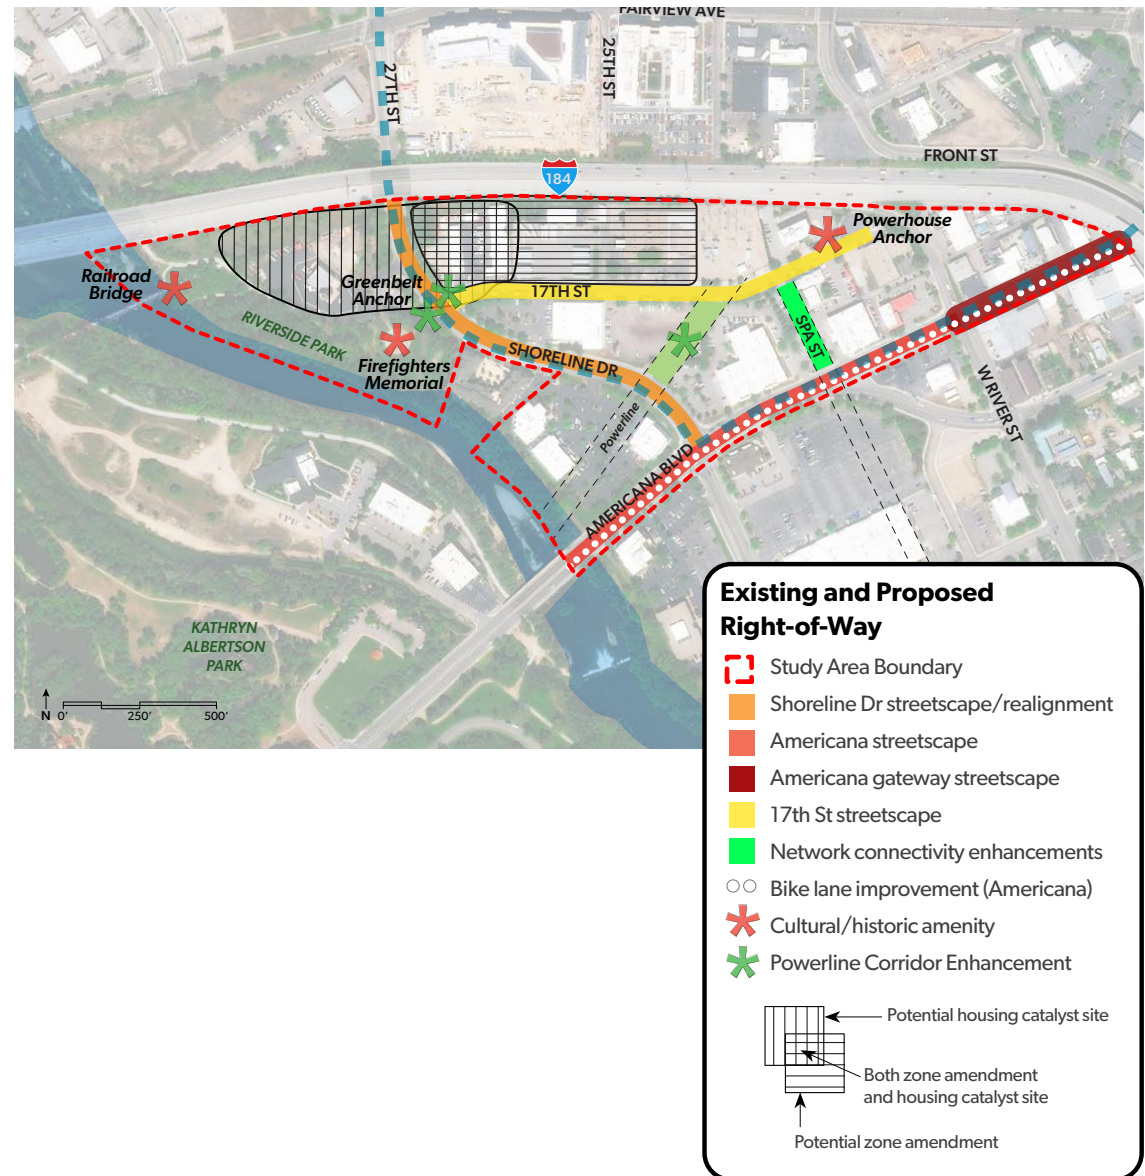 FAIRVIEW AVE
27TH ST
25TH ST
FRONT ST
184
Powerhouse
Anchor
Railroad
Bridge
Greenbelt
Anchor
17TH ST
RIVERSIDE PARK
Firefighters
Memorial
SHORELINE DR
SPA ST
W RIVER ST
Powerline
AMERICANA BLVD
KATHRYN
ALBERTSON
PARK
N 0' 250' 500'
Existing and Proposed
Right-of-Way
Study Area Boundary
Shoreline Dr streetscape/realignment
Americana streetscape
Americana gateway streetscape
17th St streetscape
Network connectivity enhancements
Bike lane improvement (Americana)
Cultural/historic amenity
Powerline Corridor Enhancement
Potential housing catalyst site
Both zone amendment
and housing catalyst site
Potential zone amendment